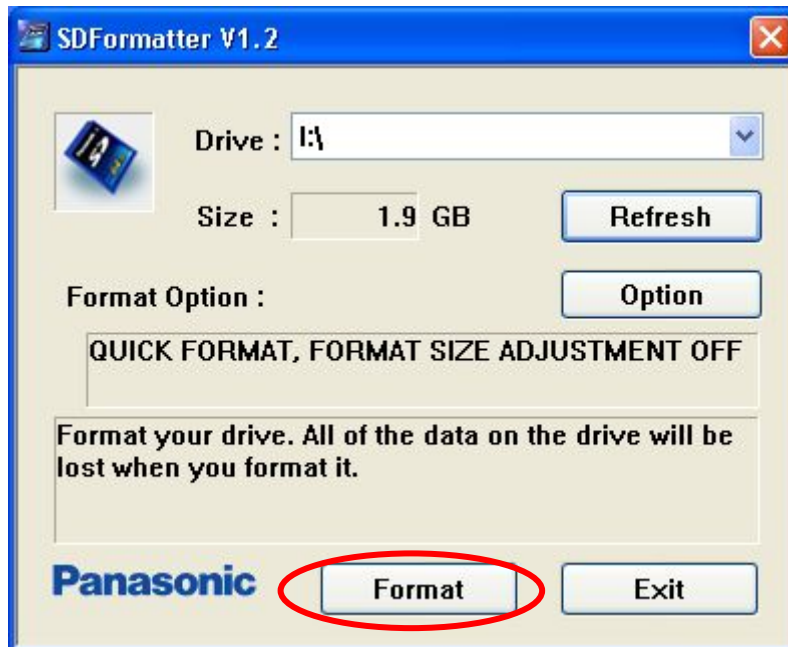 SDFormatter V1.2
Drive : I:\
Size : 1.9 GB
Refresh
Format Option :
Option
QUICK FORMAT, FORMAT SIZE ADJUSTMENT OFF
Format your drive. All of the data on the drive will be
lost when you format it.
Panasonic
Format
Exit